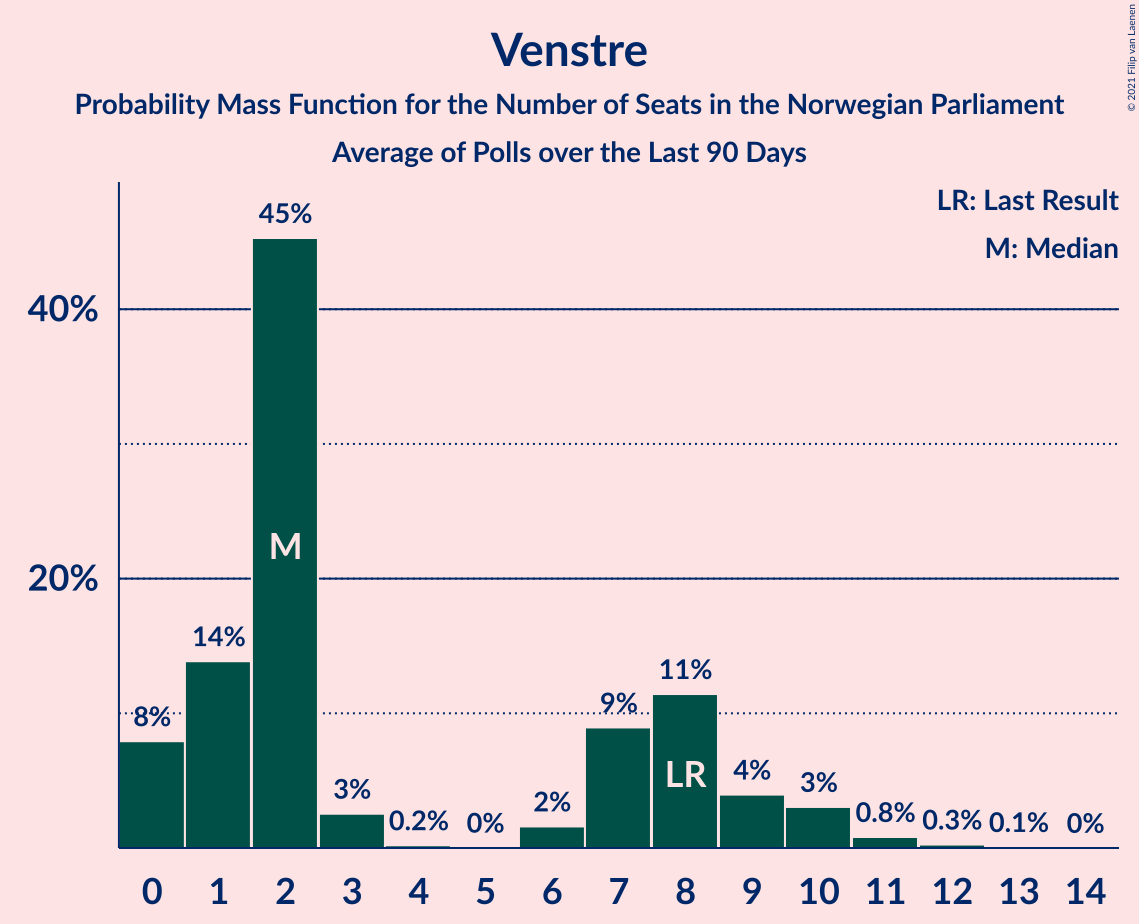 Venstre
Probability Mass Function for the Number of Seats in the Norwegian Parliament
Average of Polls over the Last 90 Days
© 2021 Filip van Laenen
LR: Last Result
M: Median
40%
20%
8%
14%
45%
3%
0.2%
0%
2%
9%
11%
4%
3%
0.8%
0.3%
0.1%
0%
M
LR
0 1 2 3 4 5 6 7 8 9 10 11 12 13 14